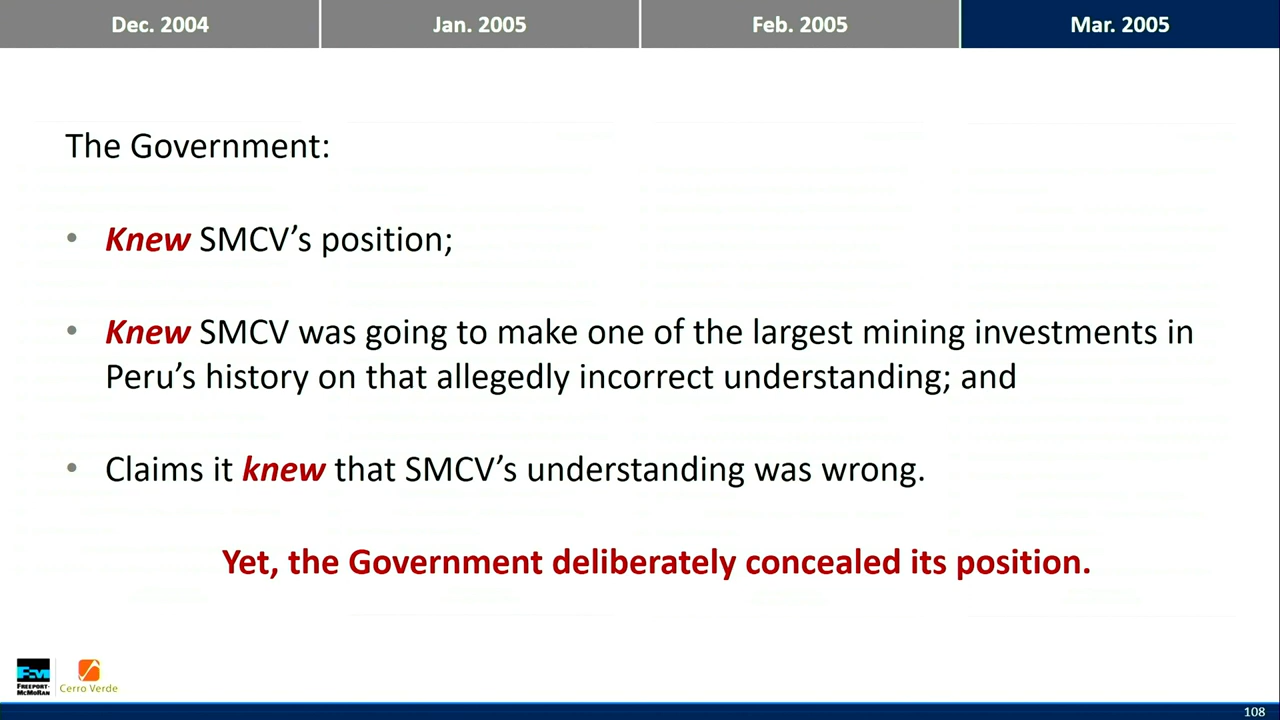 Dec. 2004
Jan. 2005
Feb. 2005
Mar. 2005
The Government:
• Knew SMCV’s position;
• Knew SMCV was going to make one of the largest mining investments in
Peru’s history on that allegedly incorrect understanding; and
• Claims it knew that SMCV’s understanding was wrong.
Yet, the Government deliberately concealed its position.
FREEPORT-
McMoRAN
Cerro Verde
108